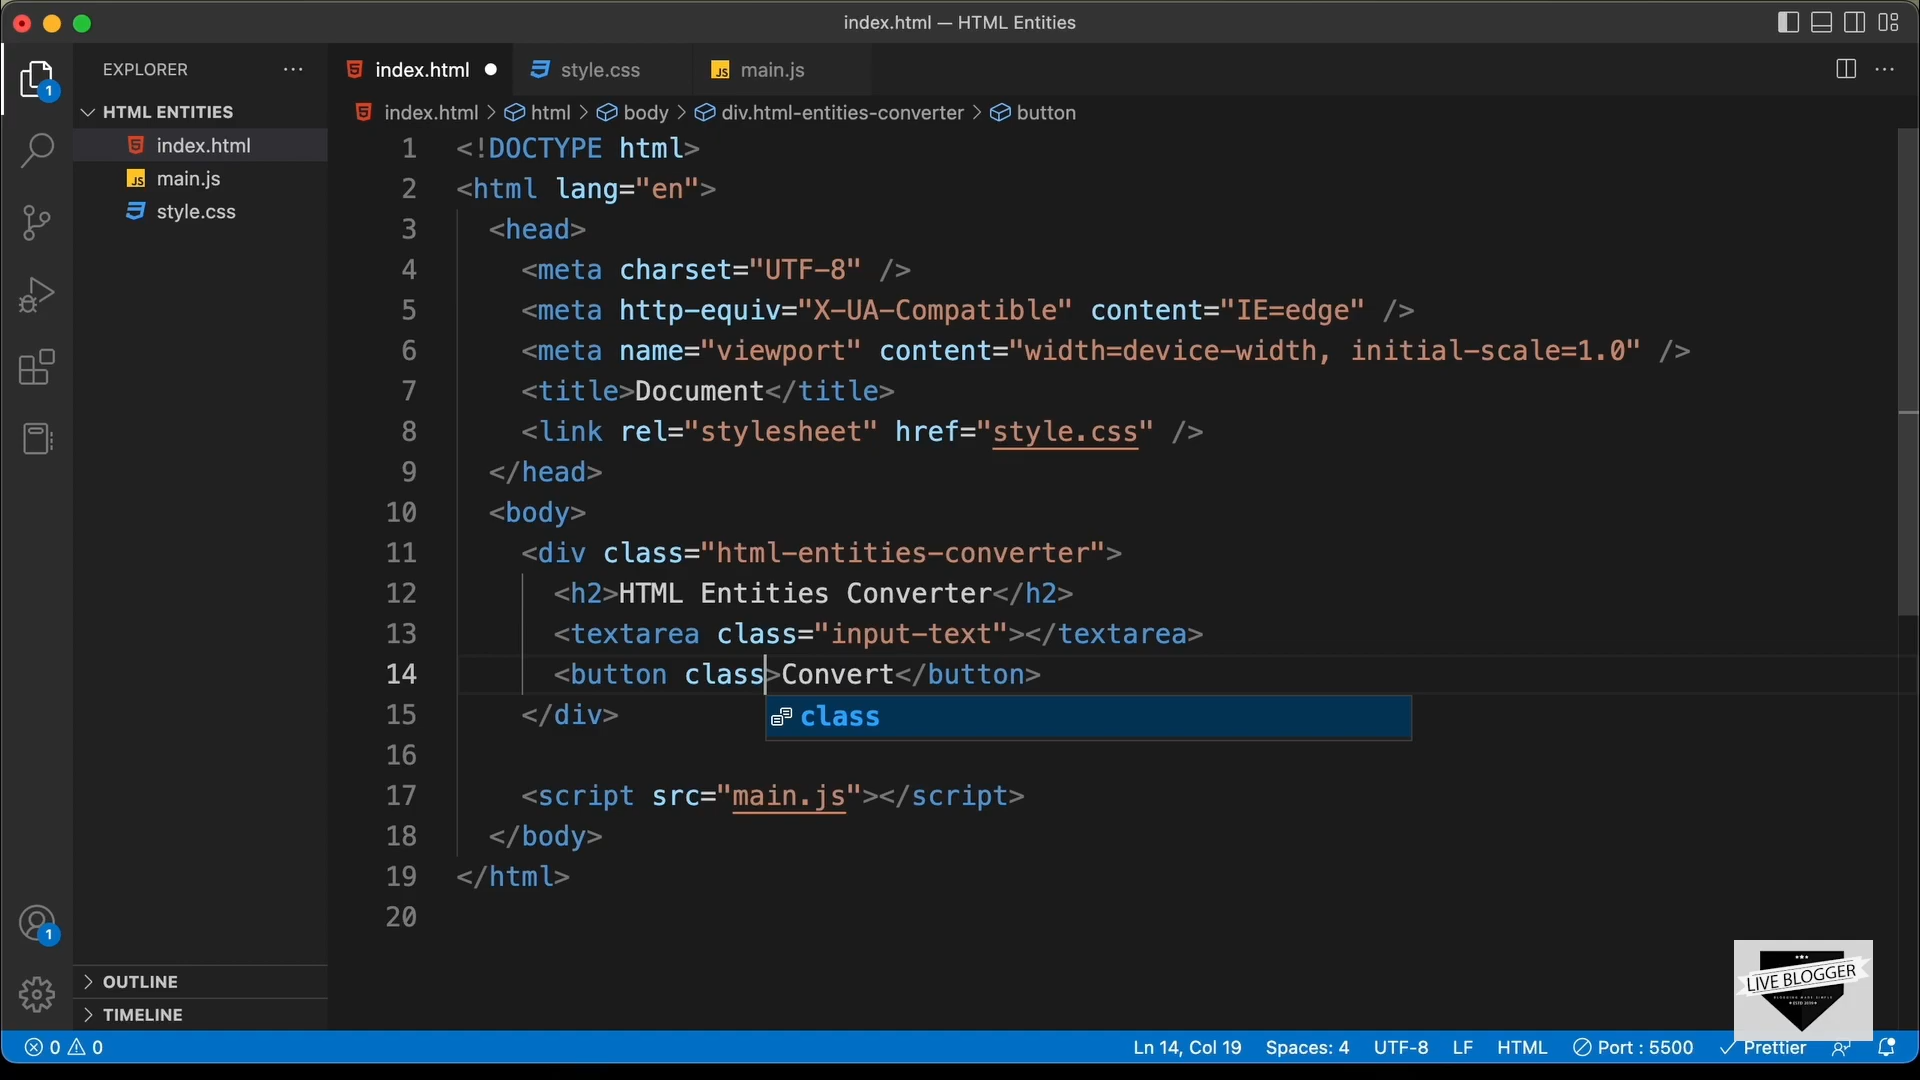 index.html — HTML Entities
EXPLORER
HTML ENTITIES
index.html
main.js
style.css
OUTLINE
TIMELINE
1
1
index.html
style.css
main.js
index.html > html > body > div.html-entities-converter > button
1 <!DOCTYPE html>
2 <html lang="en">
3 <head>
4 <meta charset="UTF-8" />
5 <meta http-equiv="X-UA-Compatible" content="IE=edge" />
6 <meta name="viewport" content="width=device-width, initial-scale=1.0" />
7 <title>Document</title>
8 <link rel="stylesheet" href="style.css" />
9 </head>
10 <body>
11 <div class="html-entities-converter">
12 <h2>HTML Entities Converter</h2>
13 <textarea class="input-text"></textarea>
14 <button class>Convert</button>
class
15 </div>
16
17 <script src="main.js"></script>
18 </body>
19 </html>
20
LIVE BLOGGER
0 0 Ln 14, Col 19 Spaces: 4 UTF-8 LF HTML Port : 5500 Prettier